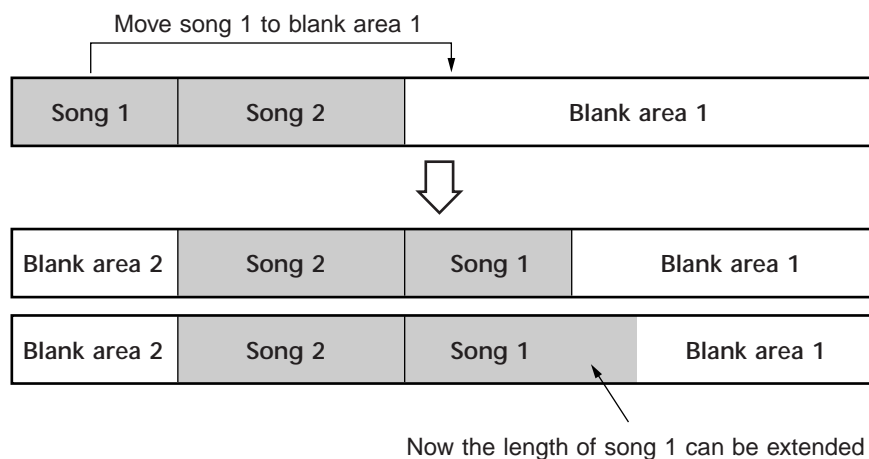 Move song 1 to blank area 1
Song 1 Song 2 Blank area 1
Blank area 2 Song 2 Song 1 Blank area 1
Blank area 2 Song 2 Song 1 Blank area 1
Now the length of song 1 can be extended